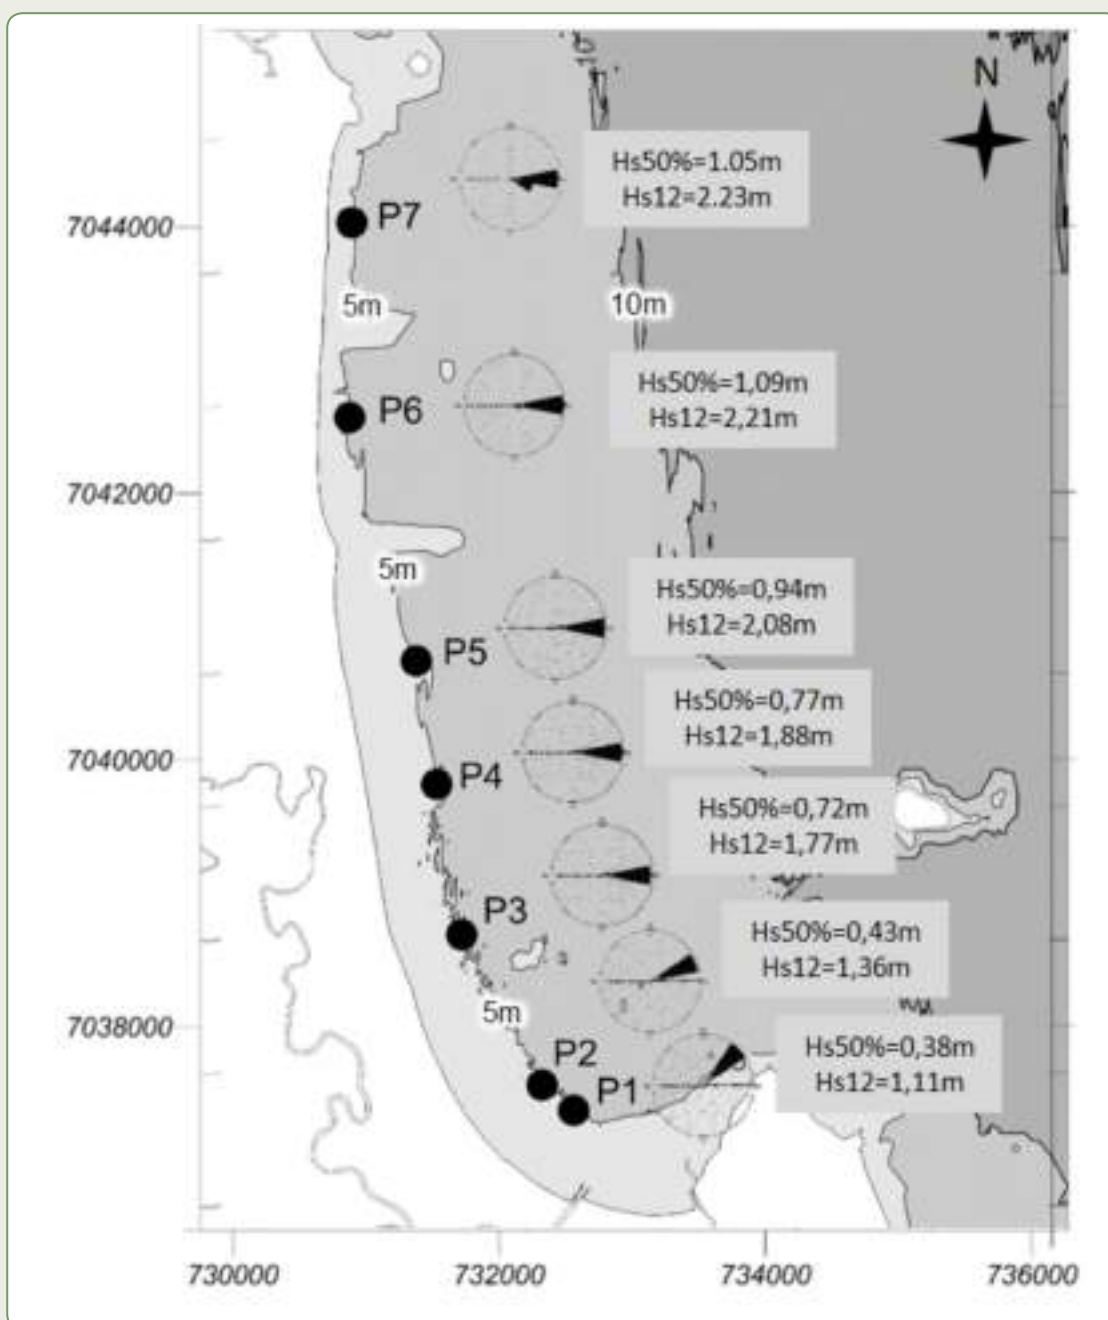 10
N
Hs50%=1.05m
Hs12=2.23m
7044000
P7
5m
10m
Hs50%=1,09m
Hs12=2,21m
P6
7042000
5m
Hs50%=0,94m
Hs12=2,08m
P5
Hs50%=0,77m
Hs12=1,88m
7040000
P4
Hs50%=0,72m
Hs12=1,77m
P3
Hs50%=0,43m
Hs12=1,36m
5m
7038000
P2
Hs50%=0,38m
Hs12=1,11m
P1
730000
732000
734000
736000